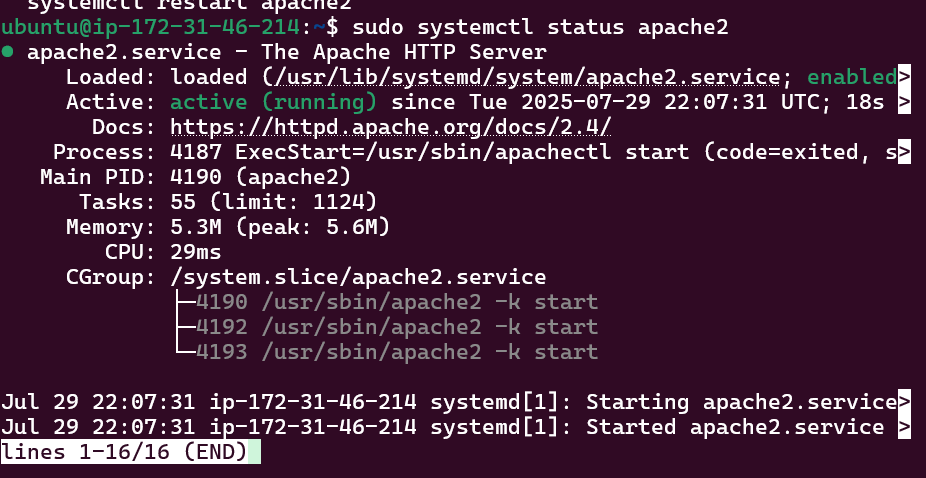 systemctl restart apache2
ubuntu@ip-172-31-46-214:~$ sudo systemctl status apache2
● apache2.service - The Apache HTTP Server
     Loaded: loaded (/usr/lib/systemd/system/apache2.service; enabled>
     Active: active (running) since Tue 2025-07-29 22:07:31 UTC; 18s >
       Docs: https://httpd.apache.org/docs/2.4/
    Process: 4187 ExecStart=/usr/sbin/apachectl start (code=exited, s>
   Main PID: 4190 (apache2)
      Tasks: 55 (limit: 1124)
     Memory: 5.3M (peak: 5.6M)
        CPU: 29ms
     CGroup: /system.slice/apache2.service
             ├─4190 /usr/sbin/apache2 -k start
             ├─4192 /usr/sbin/apache2 -k start
             └─4193 /usr/sbin/apache2 -k start
Jul 29 22:07:31 ip-172-31-46-214 systemd[1]: Starting apache2.service>
Jul 29 22:07:31 ip-172-31-46-214 systemd[1]: Started apache2.service >
lines 1-16/16 (END)